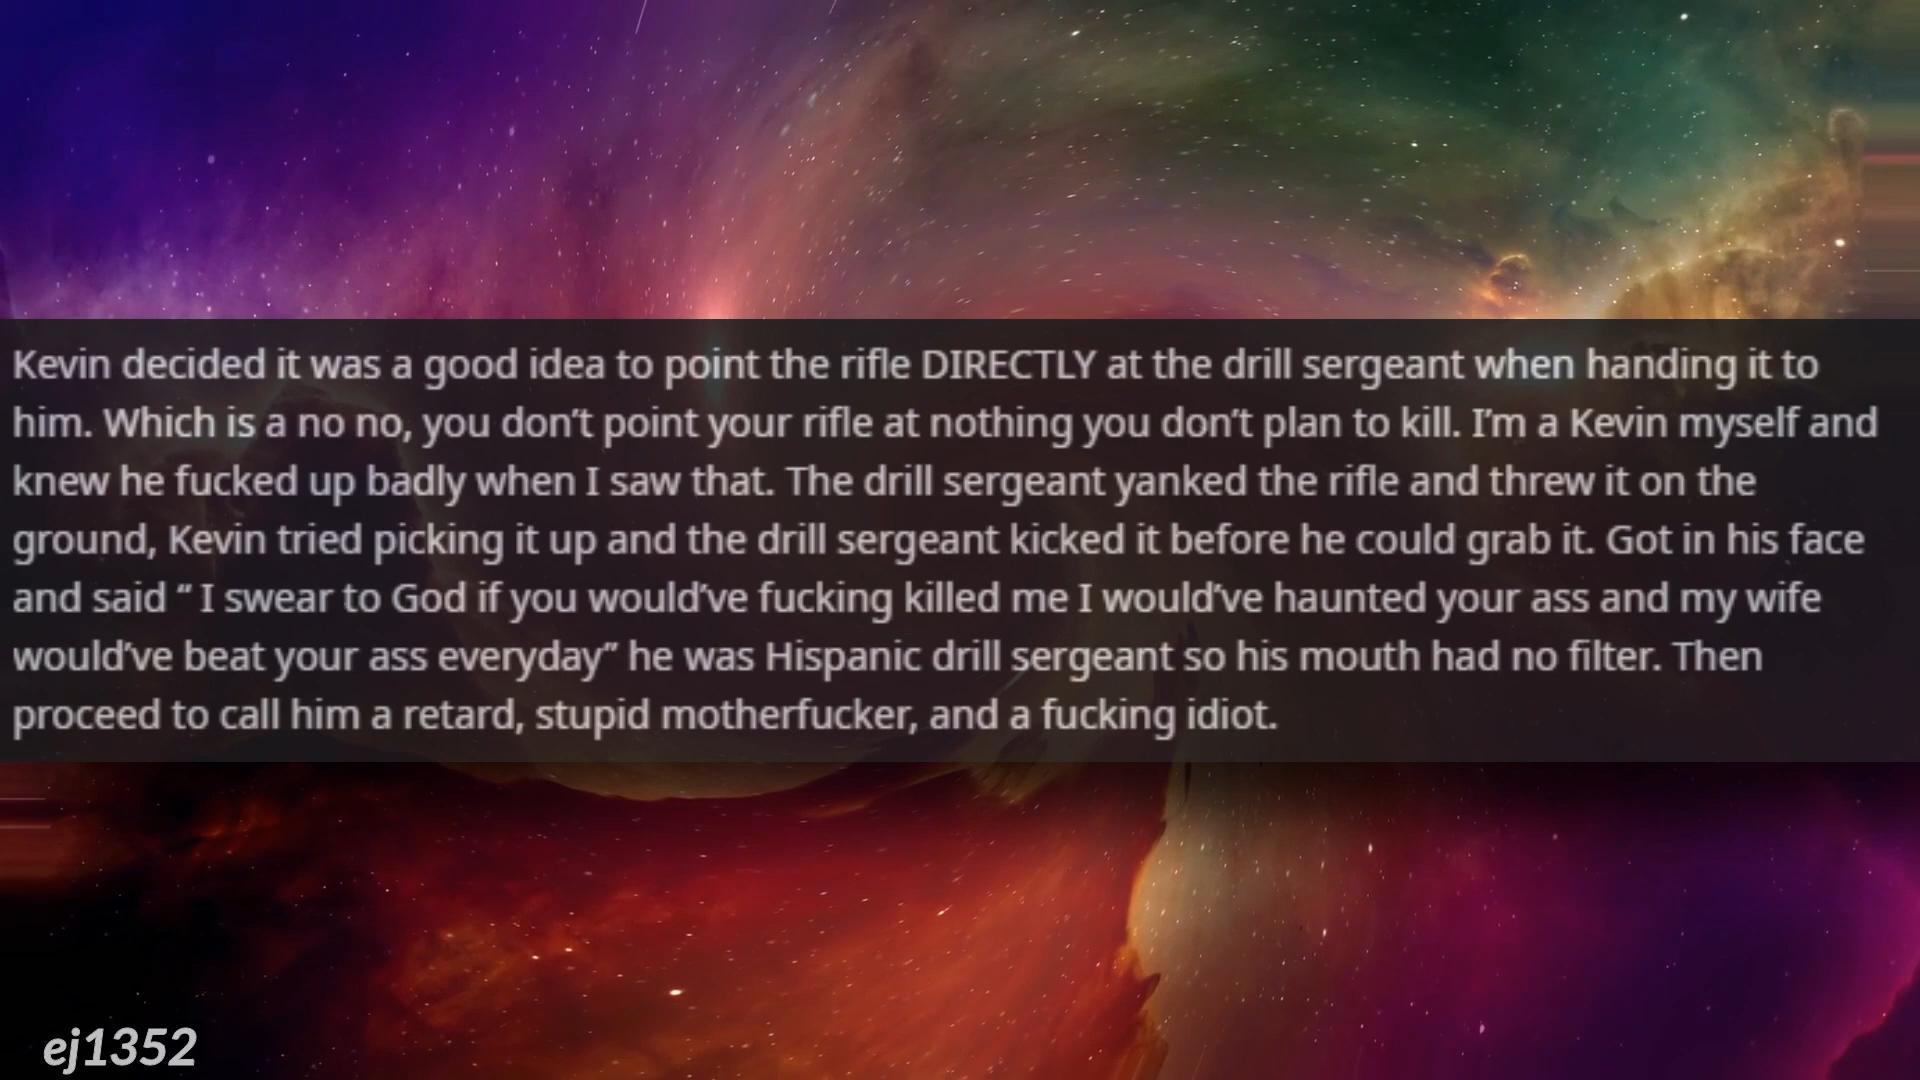 Kevin decided it was a good idea to point the rifle DIRECTLY at the drill sergeant when handing it to
him. Which is a no no, you don’t point your rifle at nothing you don’t plan to kill. I’m a Kevin myself and
knew he fucked up badly when I saw that. The drill sergeant yanked the rifle and threw it on the
ground, Kevin tried picking it up and the drill sergeant kicked it before he could grab it. Got in his face
and said “ I swear to God if you would’ve fucking killed me I would’ve haunted your ass and my wife
would’ve beat your ass everyday” he was Hispanic drill sergeant so his mouth had no filter. Then
proceed to call him a retard, stupid motherfucker, and a fucking idiot.
ej1352